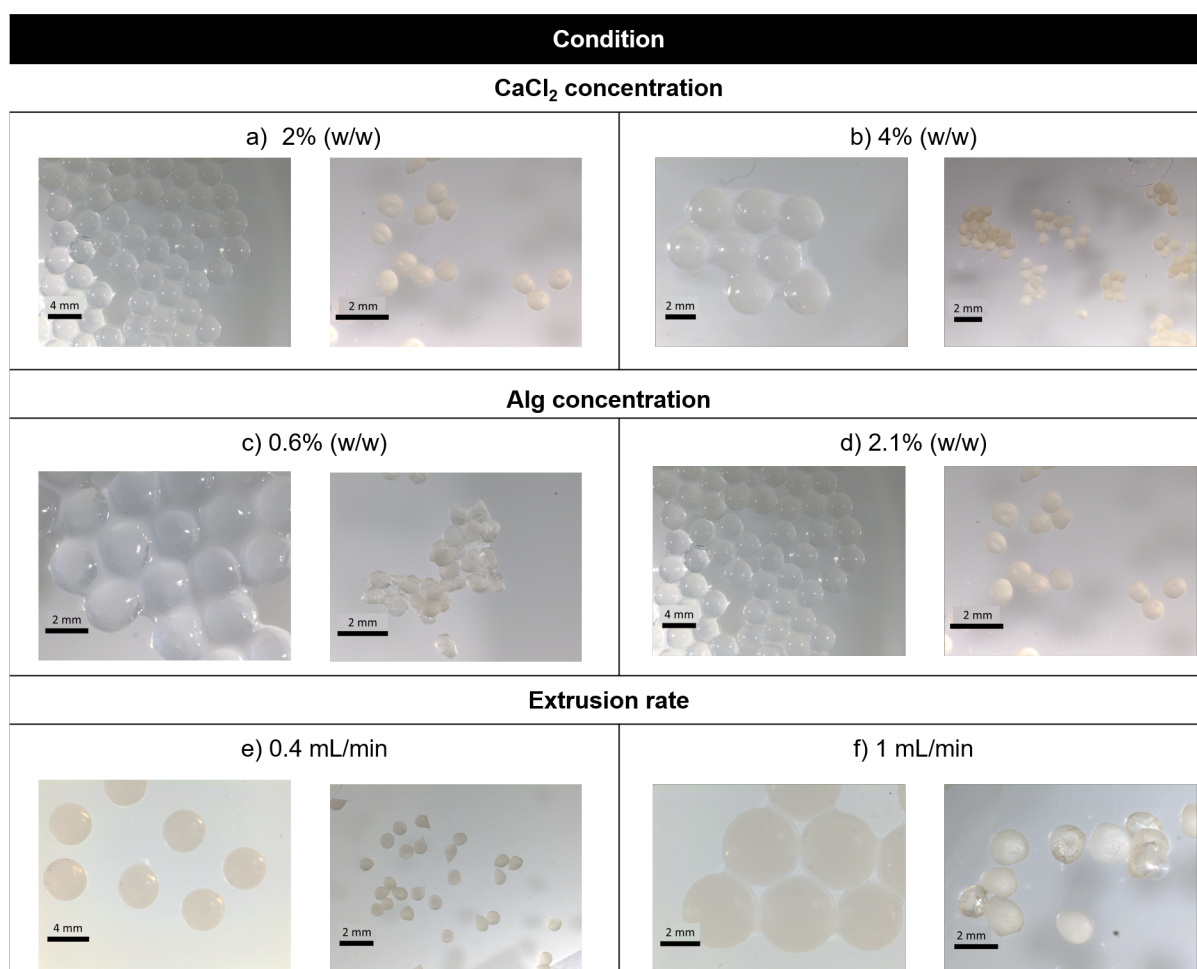 Condition
CaCl₂ concentration
a) 2% (w/w)
b) 4% (w/w)
4 mm
2 mm
2 mm
2 mm
Alg concentration
c) 0.6% (w/w)
d) 2.1% (w/w)
2 mm
2 mm
4 mm
2 mm
Extrusion rate
e) 0.4 mL/min
f) 1 mL/min
4 mm
2 mm
2 mm
2 mm